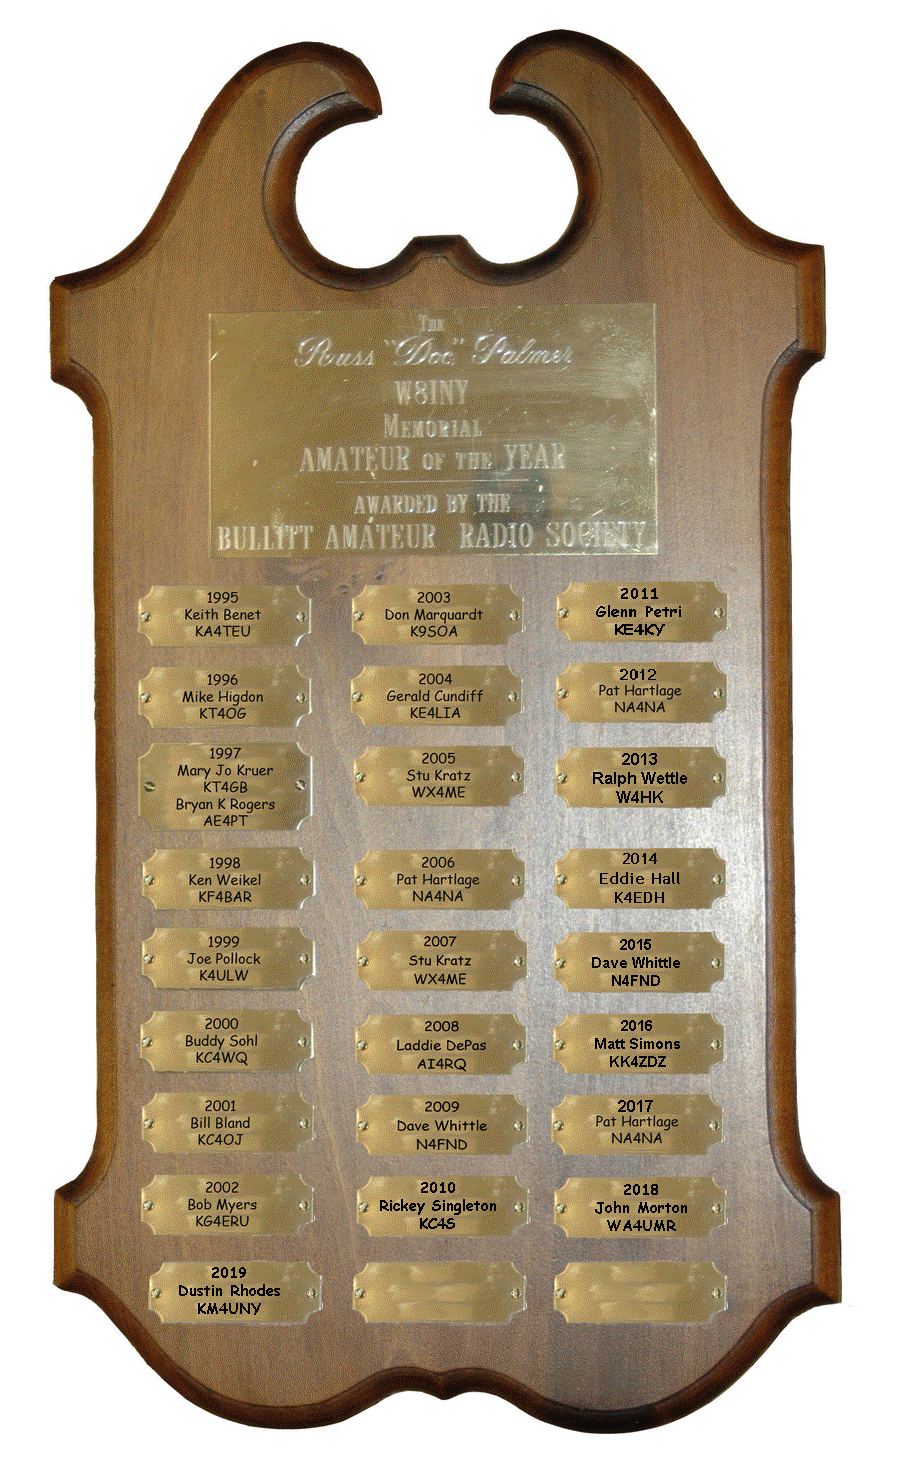 The
Russ "Doc" Palmer
W8INY
Memorial
AMATEUR OF THE YEAR
AWARDED BY THE
BULLITT AMATEUR RADIO SOCIETY
1995
Keith Benet
KA4TEU
1996
Mike Higdon
KT4OG
1997
Mary Jo Kruer
KT4GB
Bryan K Rogers
AE4PT
1998
Ken Weikel
KF4BAR
1999
Joe Pollock
K4ULW
2000
Buddy Sohl
KC4WQ
2001
Bill Bland
KC4OJ
2002
Bob Myers
KG4ERU
2019
Dustin Rhodes
KM4UNY
2003
Don Marquardt
K9SOA
2004
Gerald Cundiff
KE4LIA
2005
Stu Kratz
WX4ME
2006
Pat Hartlage
NA4NA
2007
Stu Kratz
WX4ME
2008
Laddie DePas
AI4RQ
2009
Dave Whittle
N4FND
2010
Rickey Singleton
KC4S
2011
Glenn Petri
KE4KY
2012
Pat Hartlage
NA4NA
2013
Ralph Wettle
W4HK
2014
Eddie Hall
K4EDH
2015
Dave Whittle
N4FND
2016
Matt Simons
KK4ZDZ
2017
Pat Hartlage
NA4NA
2018
John Morton
WA4UMR